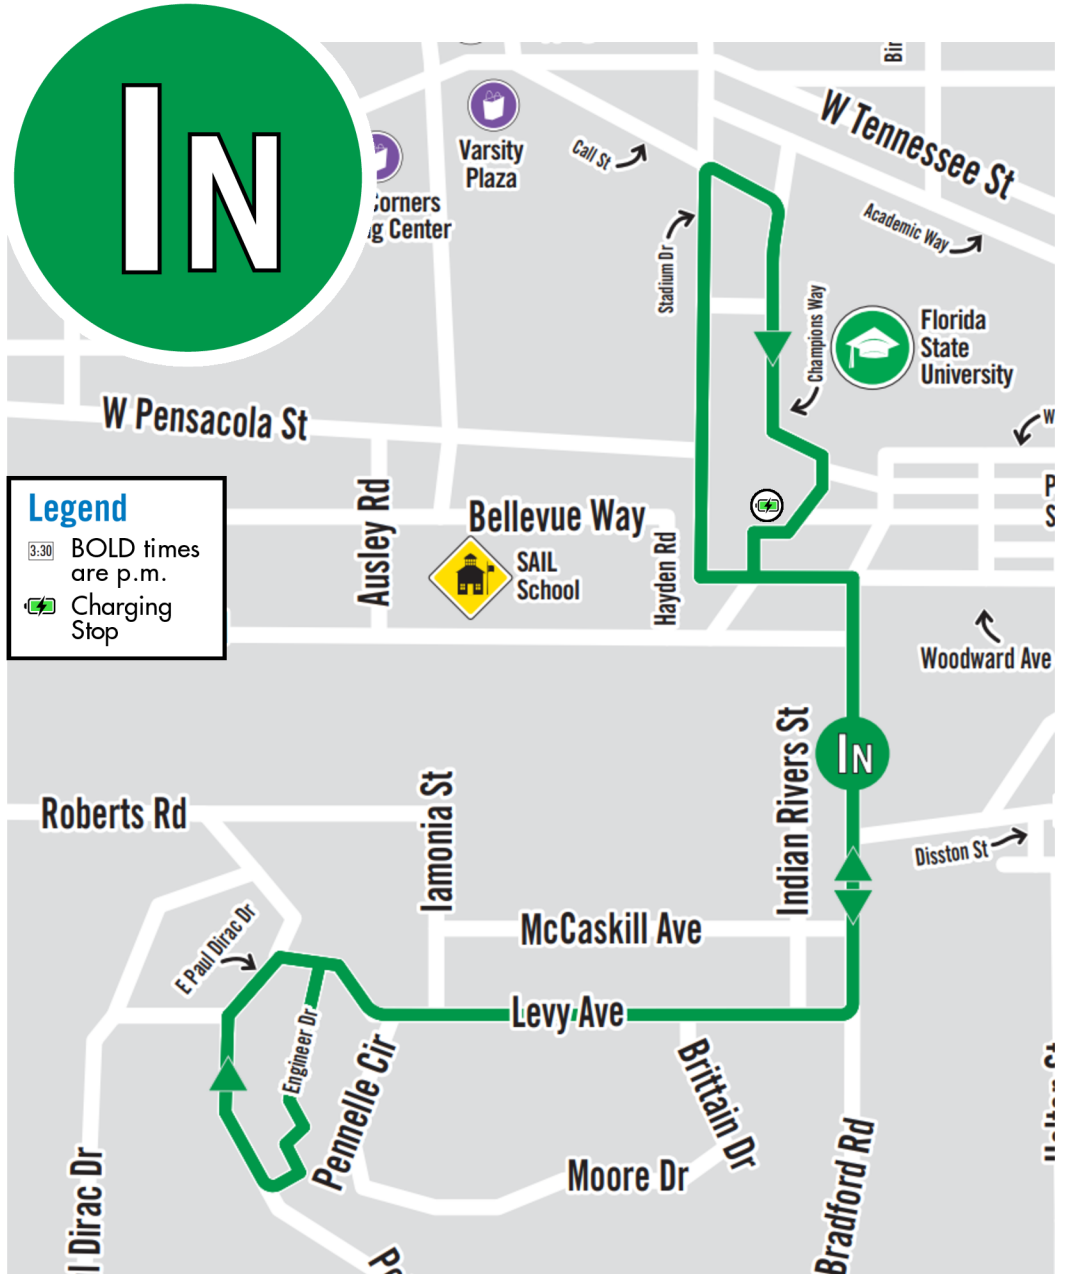 IN
W Tennessee St
Call St
Varsity
Plaza
Academic Way
Center
Stadium Dr
Champions Way
Florida
State
University
W Pensacola St
W
Legend
3:30 BOLD times
are p.m.
Charging
Stop
Ausley Rd
Bellevue Way
SAIL
School
Hayden Rd
P
S
Woodward Ave
Indian Rivers St
IN
Roberts Rd
Iamonia St
Disston St
McCaskill Ave
E Paul Dirac Dr
Levy Ave
Engineer Dr
Pennelle Cir
Brittain Dr
Moore Dr
Bradford Rd
Dirac Dr